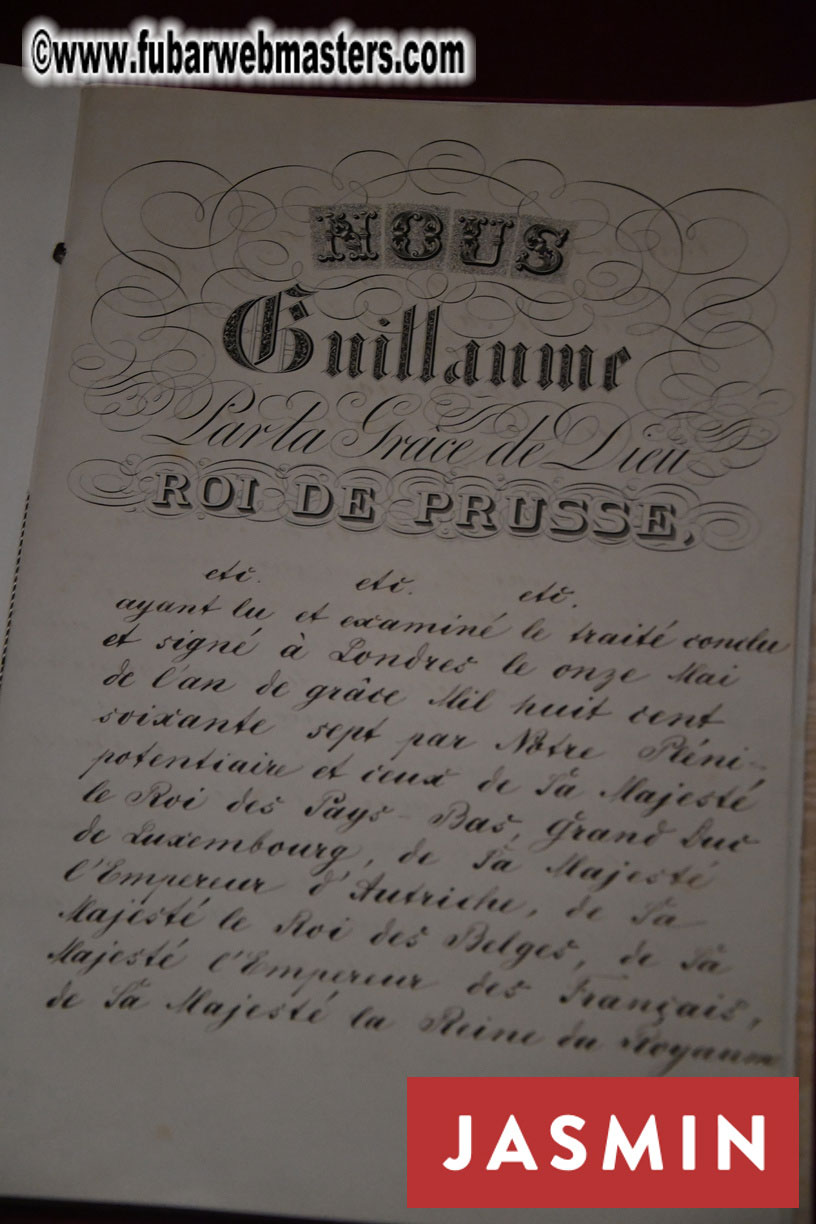 ©www.fubarwebmasters.com
NOUS
Guillaume
Par la Grâce de Dieu
ROI DE PRUSSE,
etc. etc. etc.
ayant lu et examiné le traité conclu
et signé à Londres le onze Mai
de l'an de grâce Mil huit cent
soixante sept par Notre Pléni-
potentiaire et ceux de Sa Majesté
le Roi des Pays-Bas, Grand Duc
de Luxembourg, de Sa Majesté
l'Empereur d'Autriche, de Sa
Majesté le Roi des Belges, de Sa
Majesté l'Empereur des Français,
de Sa Majesté la Reine du Royaume
JASMIN